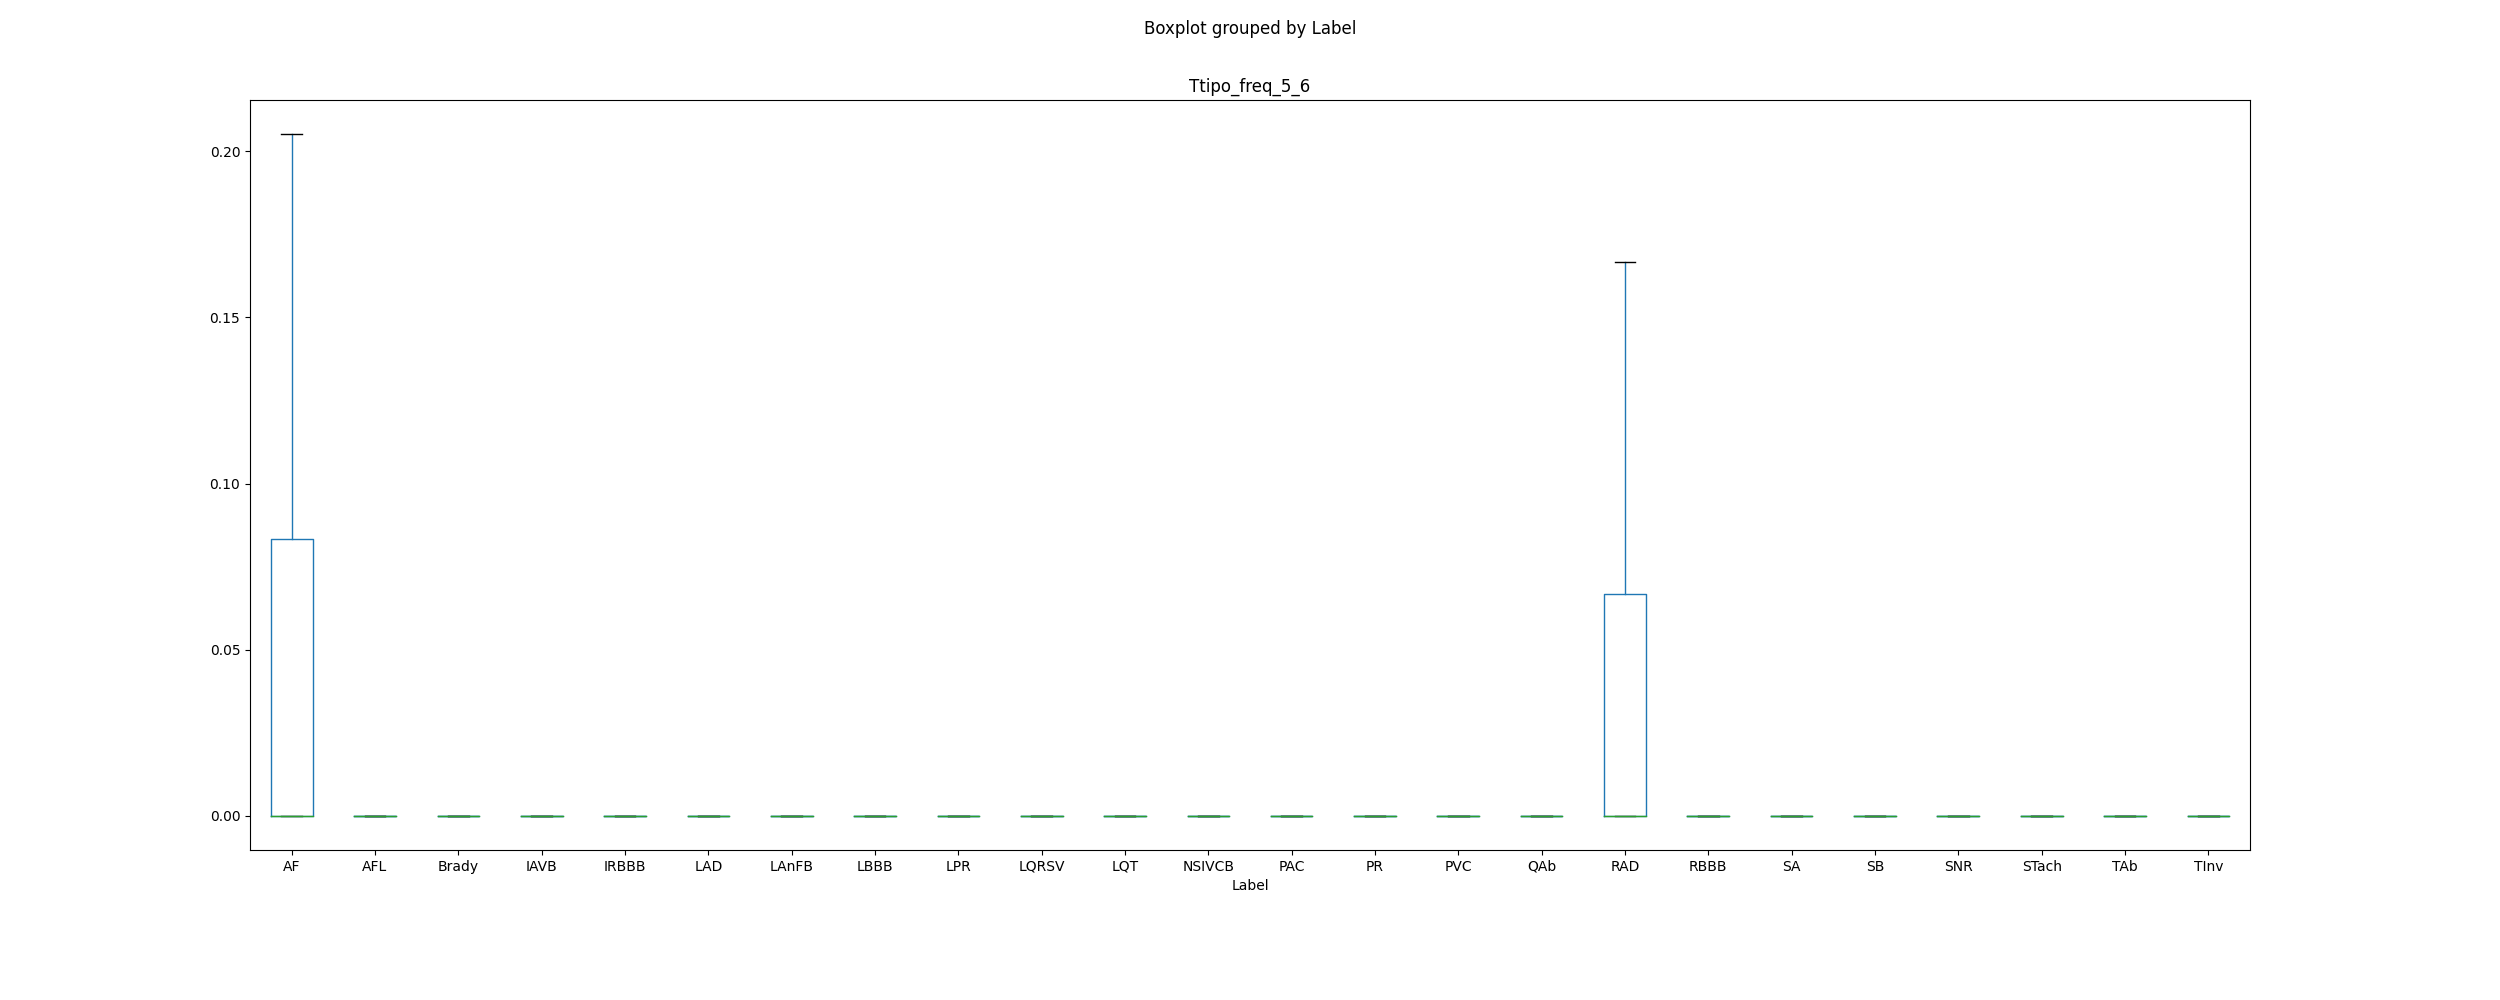 Boxplot grouped by Label
Ttipo_freq_5_6
0.20
0.15
0.10
0.05
0.00
AF AFL Brady IAVB IRBBB LAD LAnFB LBBB LPR LQRSV LQT NSIVCB PAC PR PVC QAb RAD RBBB SA SB SNR STach TAb TInv
Label